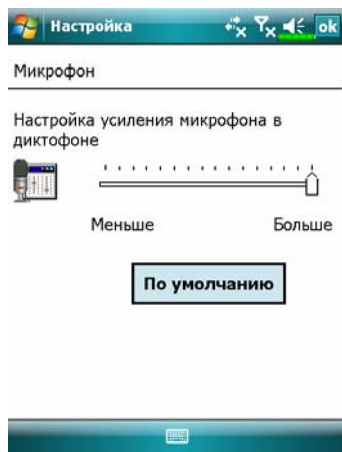 Настройка ok
Микрофон
Настройка усиления микрофона в
диктофоне
Меньше Больше
По умолчанию